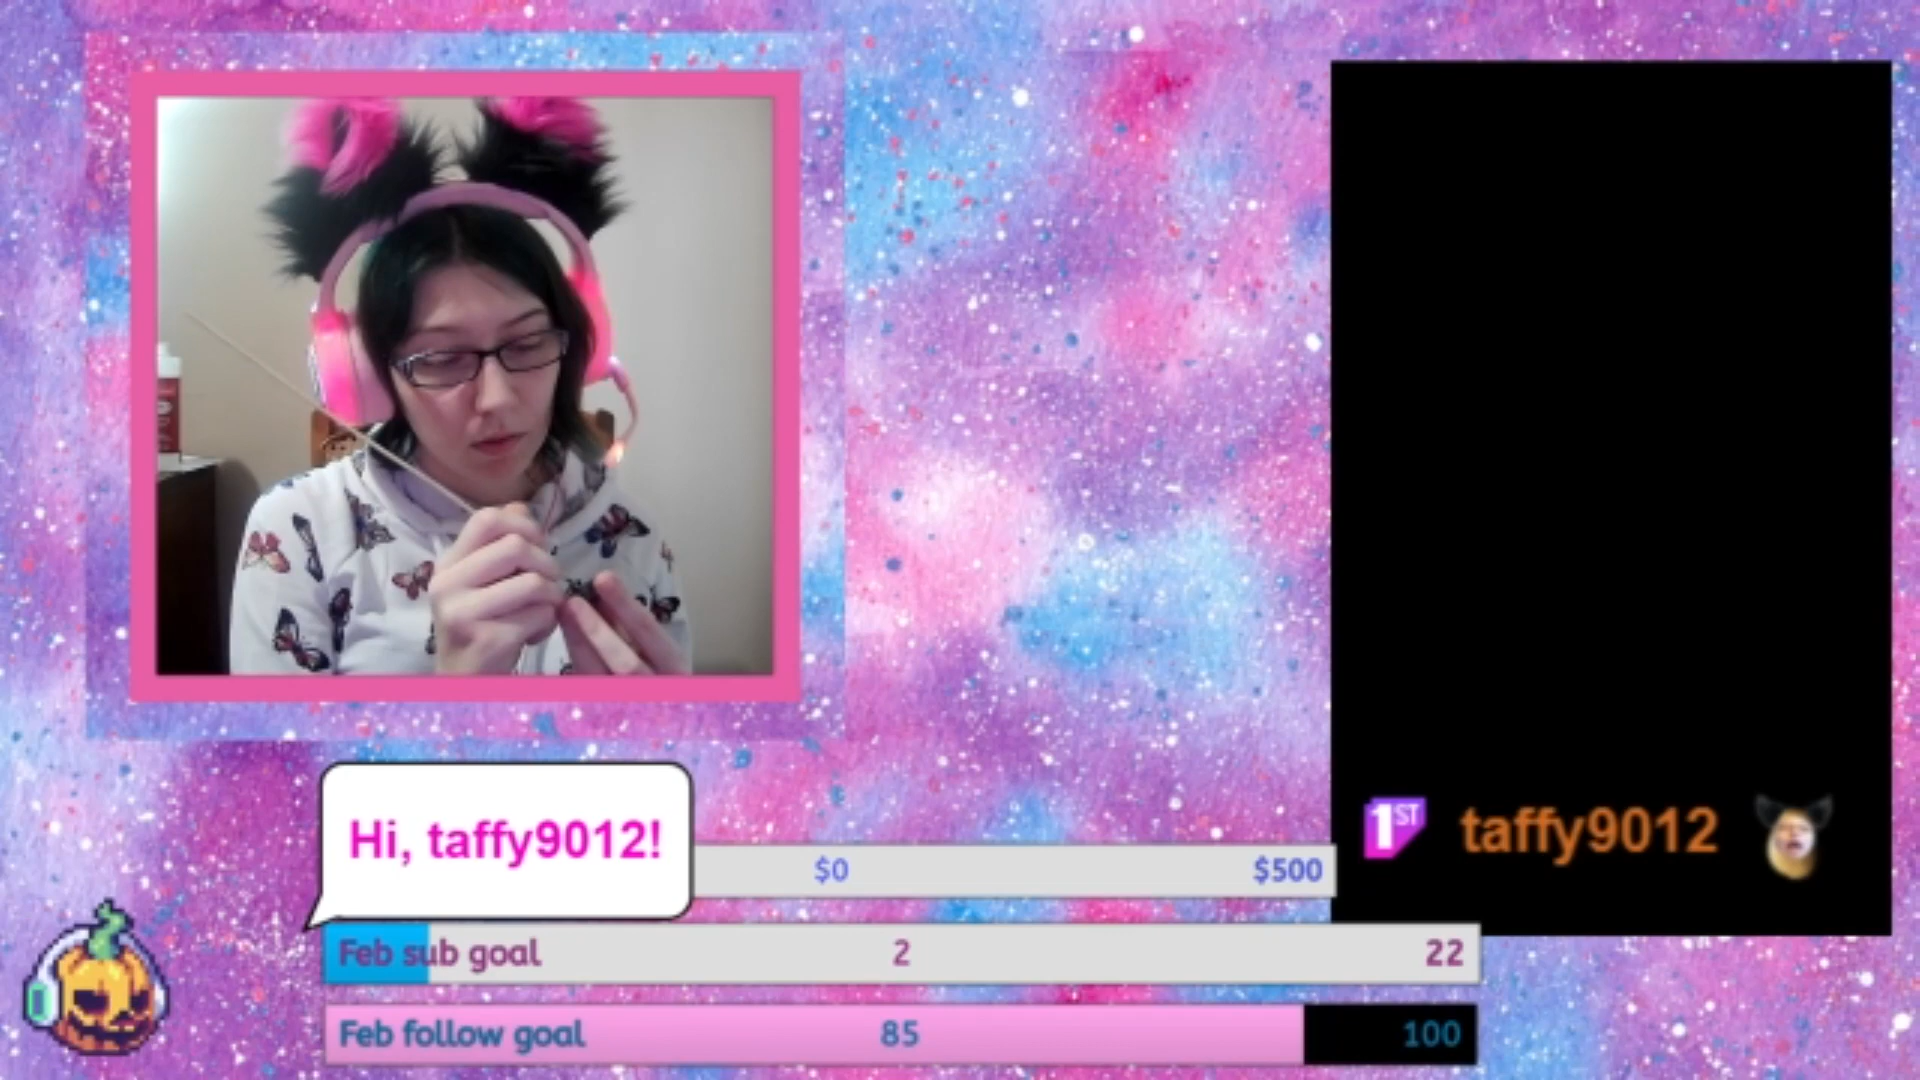 Hi, taffy9012!
1ST taffy9012
$0 $500
Feb sub goal 2 22
Feb follow goal 85 100